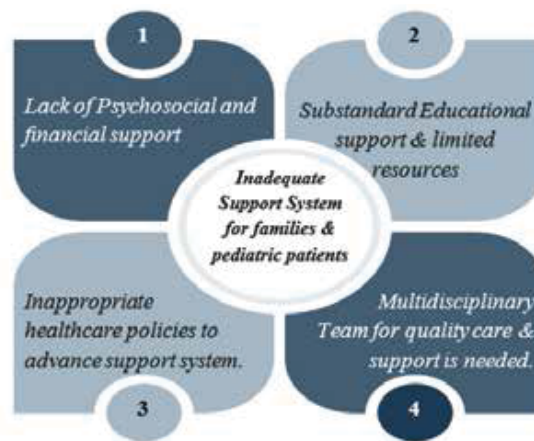 1
Lack of Psychosocial and
financial support
2
Substandard Educational
support & limited
resources
Inadequate
Support System
for families &
pediatric patients
Inappropriate
healthcare policies to
advance support system.
3
Multidisciplinary
Team for quality care &
support is needed.
4